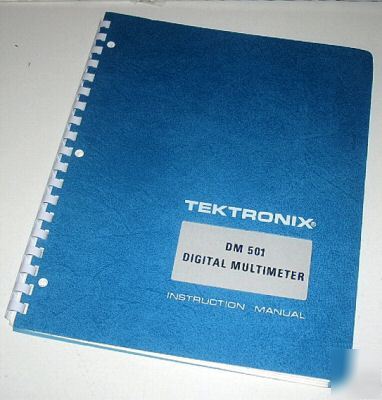 TEKTRONIX®
DM 501
DIGITAL MULTIMETER
INSTRUCTION MANUAL